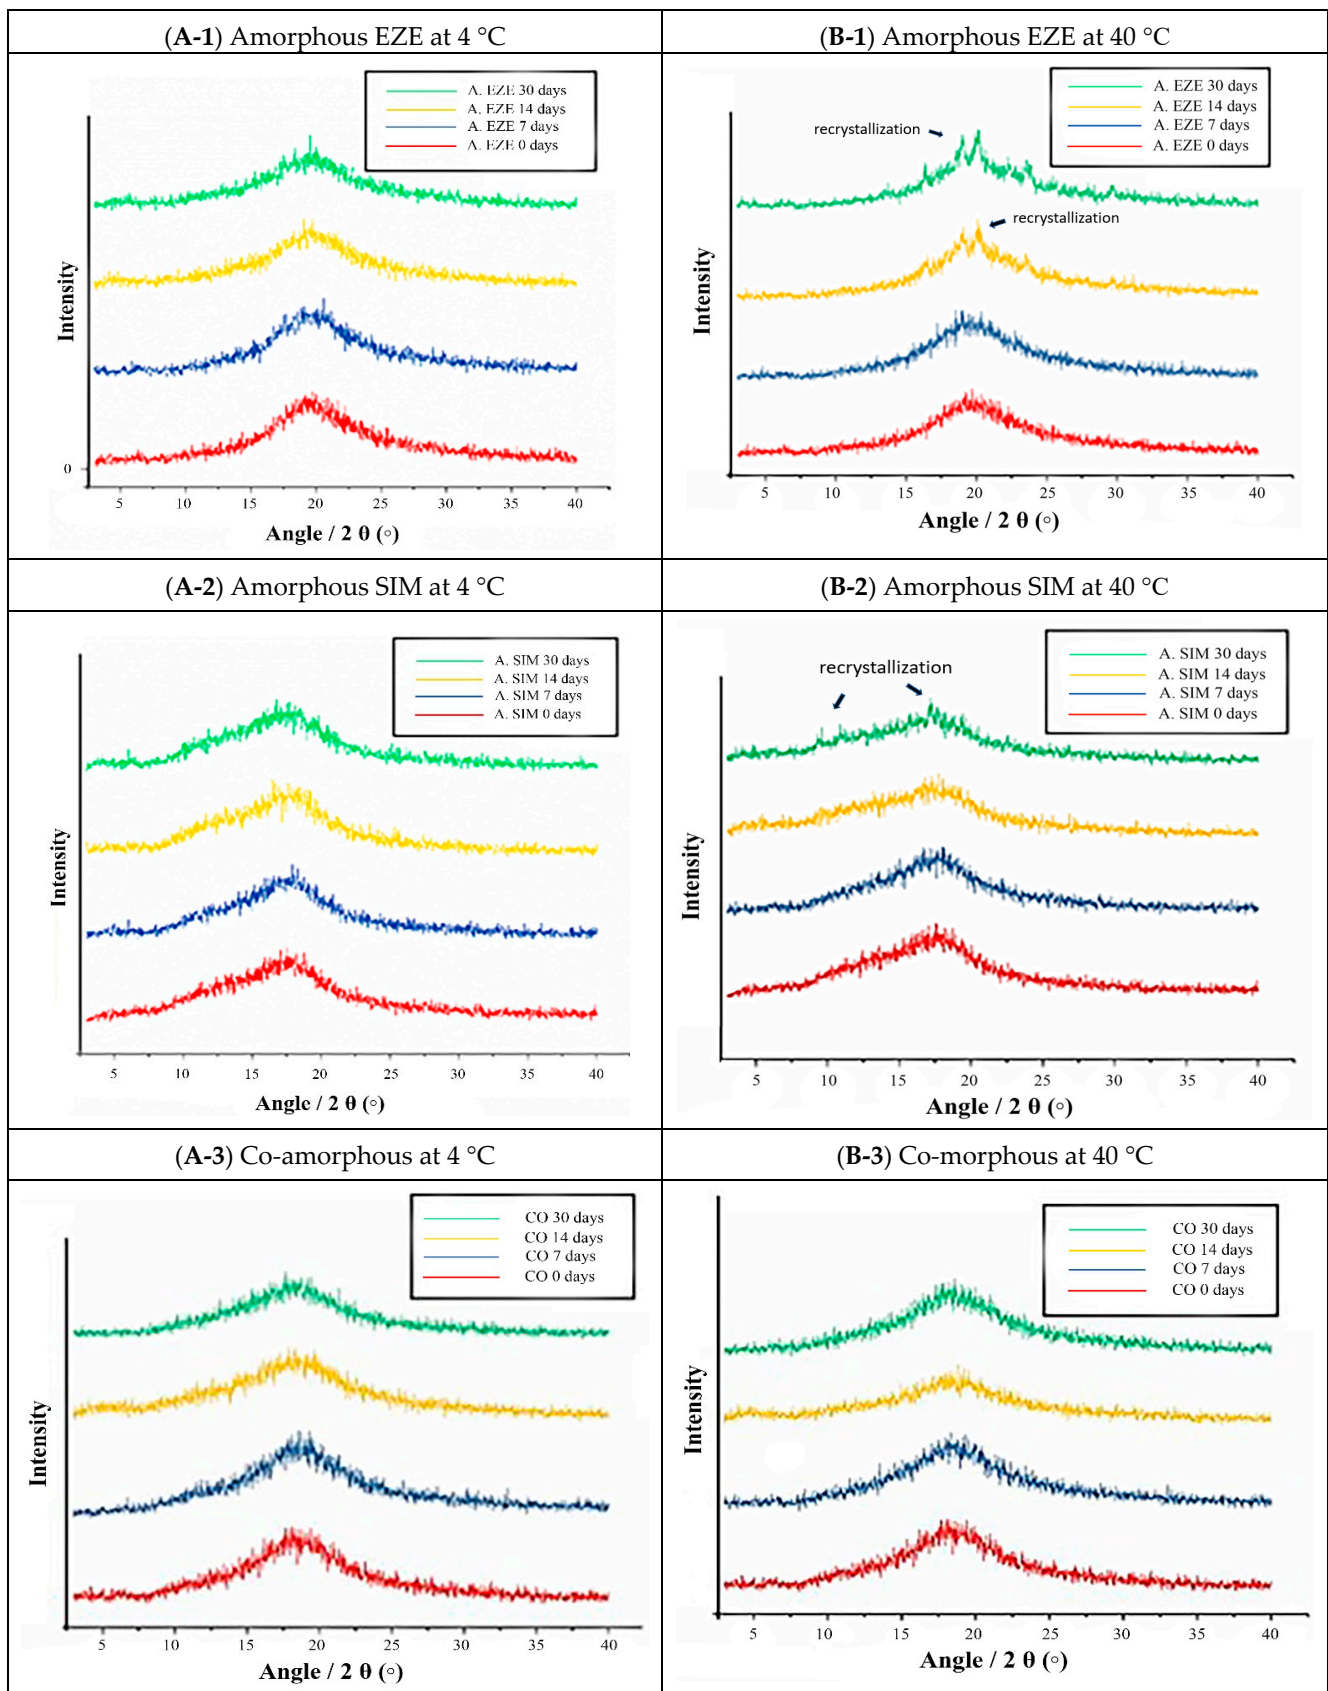 (A-1) Amorphous EZE at 4 °C
A. EZE 30 days
A. EZE 14 days
A. EZE 7 days
A. EZE 0 days
Intensity
0
5 10 15 20 25 30 35 40
Angle / 2 θ (◦)
(B-1) Amorphous EZE at 40 °C
A. EZE 30 days
A. EZE 14 days
A. EZE 7 days
A. EZE 0 days
recrystallization
recrystallization
Intensity
5 10 15 20 25 30 35 40
Angle / 2 θ (◦)
(A-2) Amorphous SIM at 4 °C
A. SIM 30 days
A. SIM 14 days
A. SIM 7 days
A. SIM 0 days
Intensity
5 10 15 20 25 30 35 40
Angle / 2 θ (◦)
(B-2) Amorphous SIM at 40 °C
A. SIM 30 days
A. SIM 14 days
A. SIM 7 days
A. SIM 0 days
recrystallization
Intensity
5 10 15 20 25 30 35 40
Angle / 2 θ (◦)
(A-3) Co-amorphous at 4 °C
CO 30 days
CO 14 days
CO 7 days
CO 0 days
Intensity
5 10 15 20 25 30 35 40
Angle / 2 θ (◦)
(B-3) Co-morphous at 40 °C
CO 30 days
CO 14 days
CO 7 days
CO 0 days
Intensity
5 10 15 20 25 30 35 40
Angle / 2 θ (◦)